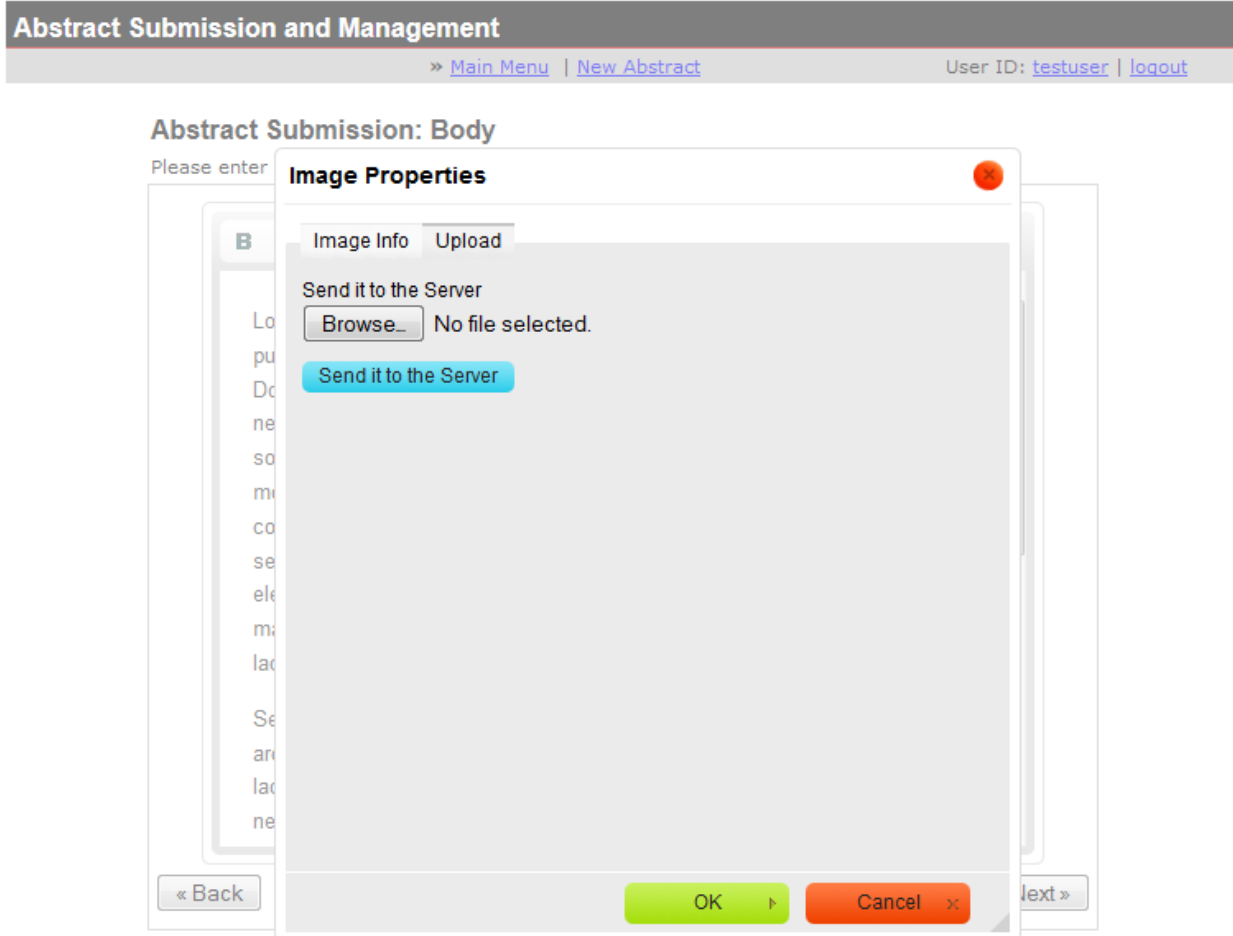 Abstract Submission and Management
» Main Menu | New Abstract User ID: testuser | logout
Abstract Submission: Body
Please enter
Image Properties
B
Image Info Upload
Send it to the Server
Browse… No file selected.
Send it to the Server
« Back
OK
Cancel